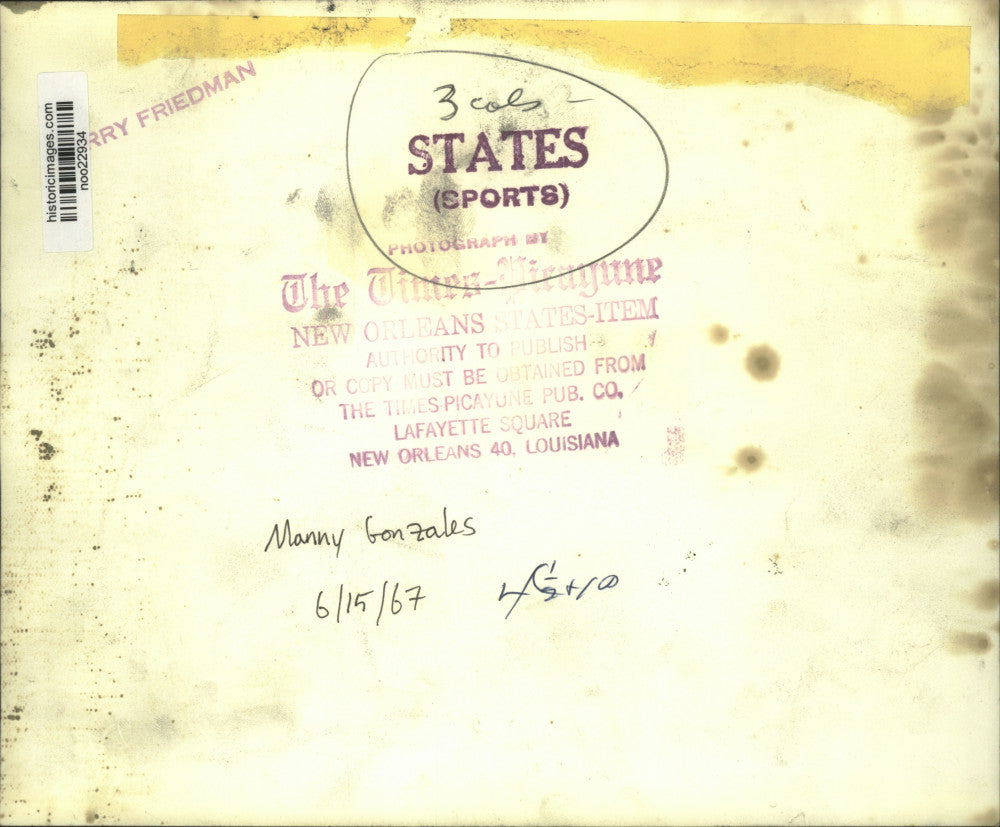 historicimages.com
noo22934
RRY FRIEDMAN
3 cols -
STATES
(SPORTS)
PHOTOGRAPH BY
The Times-Picayune
NEW ORLEANS STATES-ITEM
AUTHORITY TO PUBLISH
OR COPY MUST BE OBTAINED FROM
THE TIMES-PICAYUNE PUB. CO.
LAFAYETTE SQUARE
NEW ORLEANS 40, LOUISIANA
Manny Gonzales
6/15/67